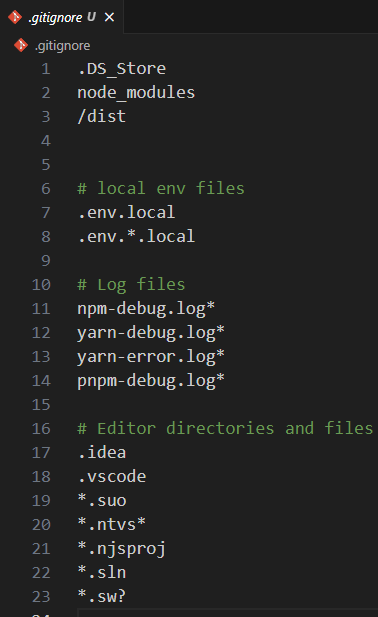 .gitignore U ×
.gitignore
1 .DS_Store
2 node_modules
3 /dist
4
5
6 # local env files
7 .env.local
8 .env.*.local
9
10 # Log files
11 npm-debug.log*
12 yarn-debug.log*
13 yarn-error.log*
14 pnpm-debug.log*
15
16 # Editor directories and files
17 .idea
18 .vscode
19 *.suo
20 *.ntvs*
21 *.njsproj
22 *.sln
23 *.sw?
24